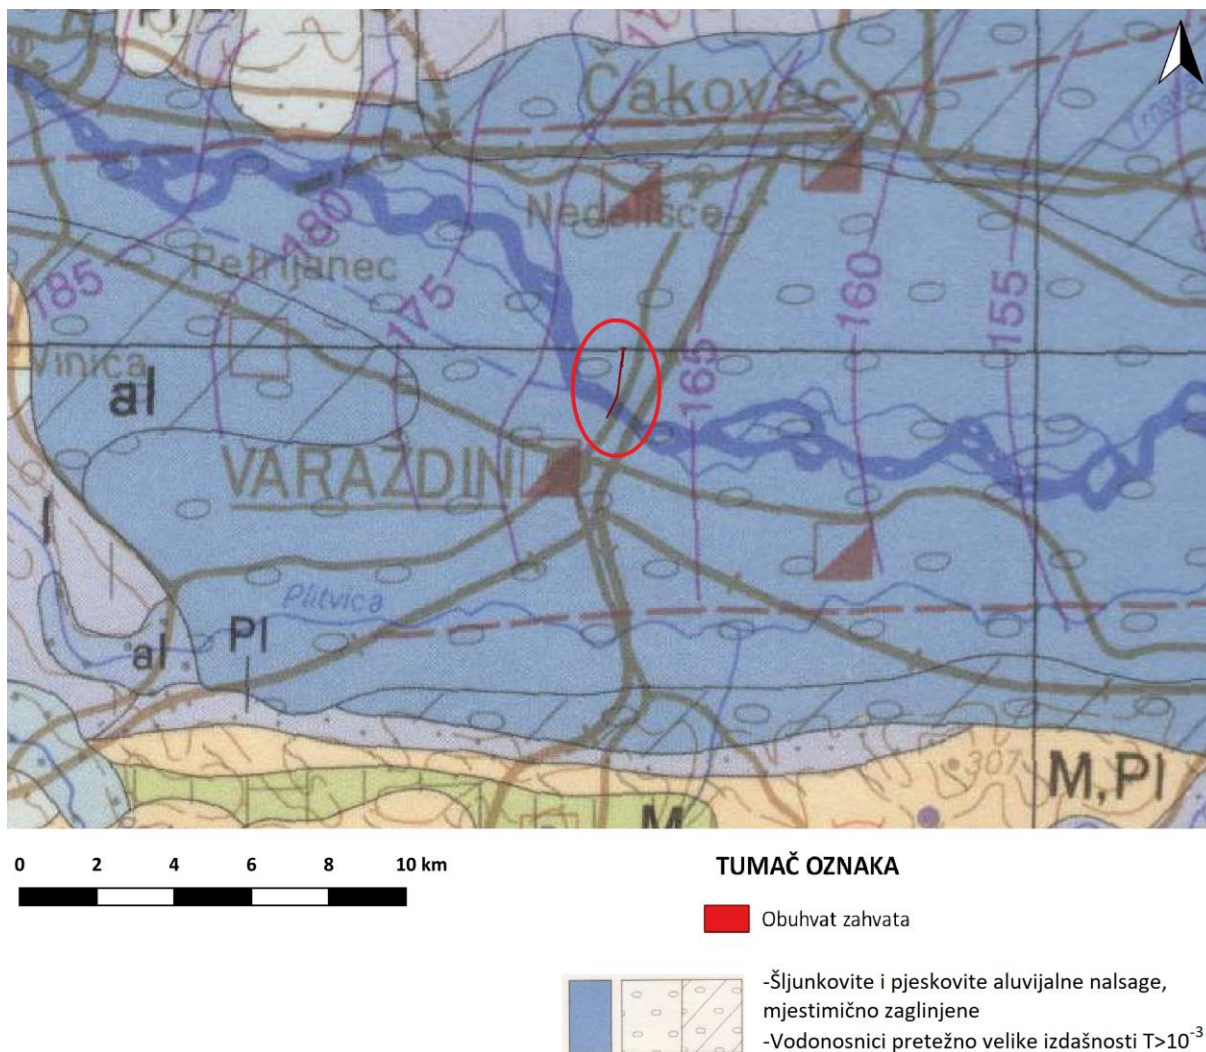 Čakovec
Trnava
Nedelišće
180
Petrijanec
185
175
160
155
165
Vinica
al
VARAŽDIN
l
Plitvica
Pl
al
307
M,Pl
M
0 2 4 6 8 10 km
TUMAČ OZNAKA
Obuhvat zahvata
-Šljunkovite i pjeskovite aluvijalne nalsage,
mjestimično zaglinjene
-Vodonosnici pretežno velike izdašnosti T>10⁻³